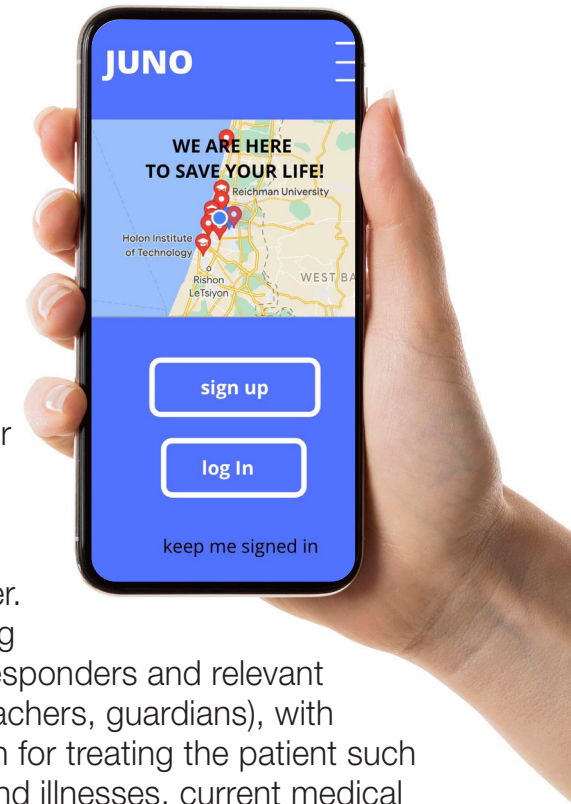 JUNO
WE ARE HERE
TO SAVE YOUR LIFE!
Reichman University
Holon Institute
of Technology
Rishon
LeTsiyon
WEST BA
sign up
log In
keep me signed in
r
er.
g
esponders and relevant
achers, guardians), with
n for treating the patient such
nd illnesses, current medical